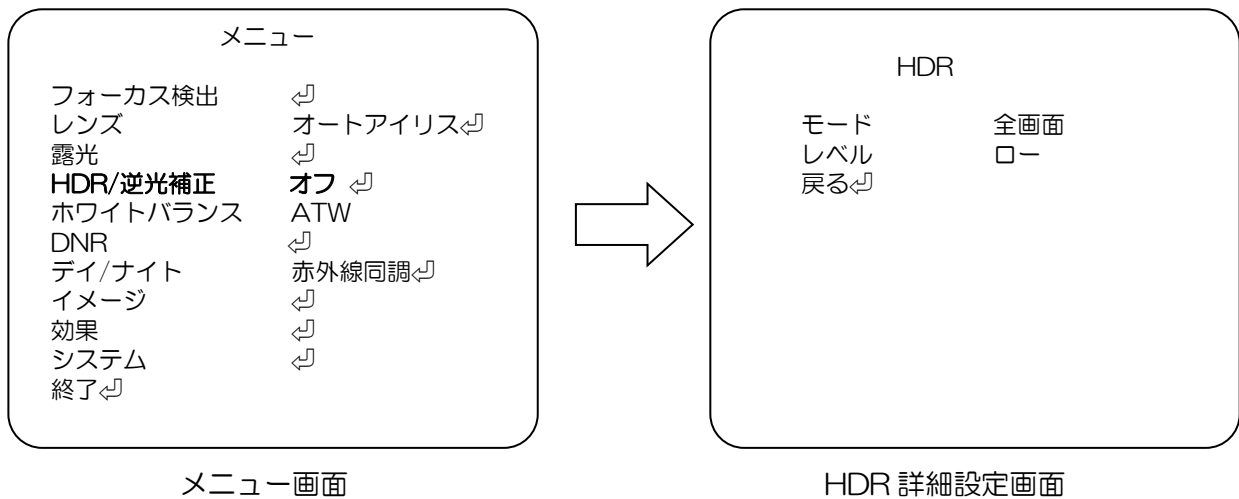 メニュー
フォーカス検出 ⏎
レンズ オートアイリス⏎
露光 ⏎
HDR/逆光補正 オフ ⏎
ホワイトバランス ATW
DNR ⏎
デイ/ナイト 赤外線同調⏎
イメージ ⏎
効果 ⏎
システム ⏎
終了⏎
メニュー画面
HDR
モード 全画面
レベル ロー
戻る⏎
HDR 詳細設定画面